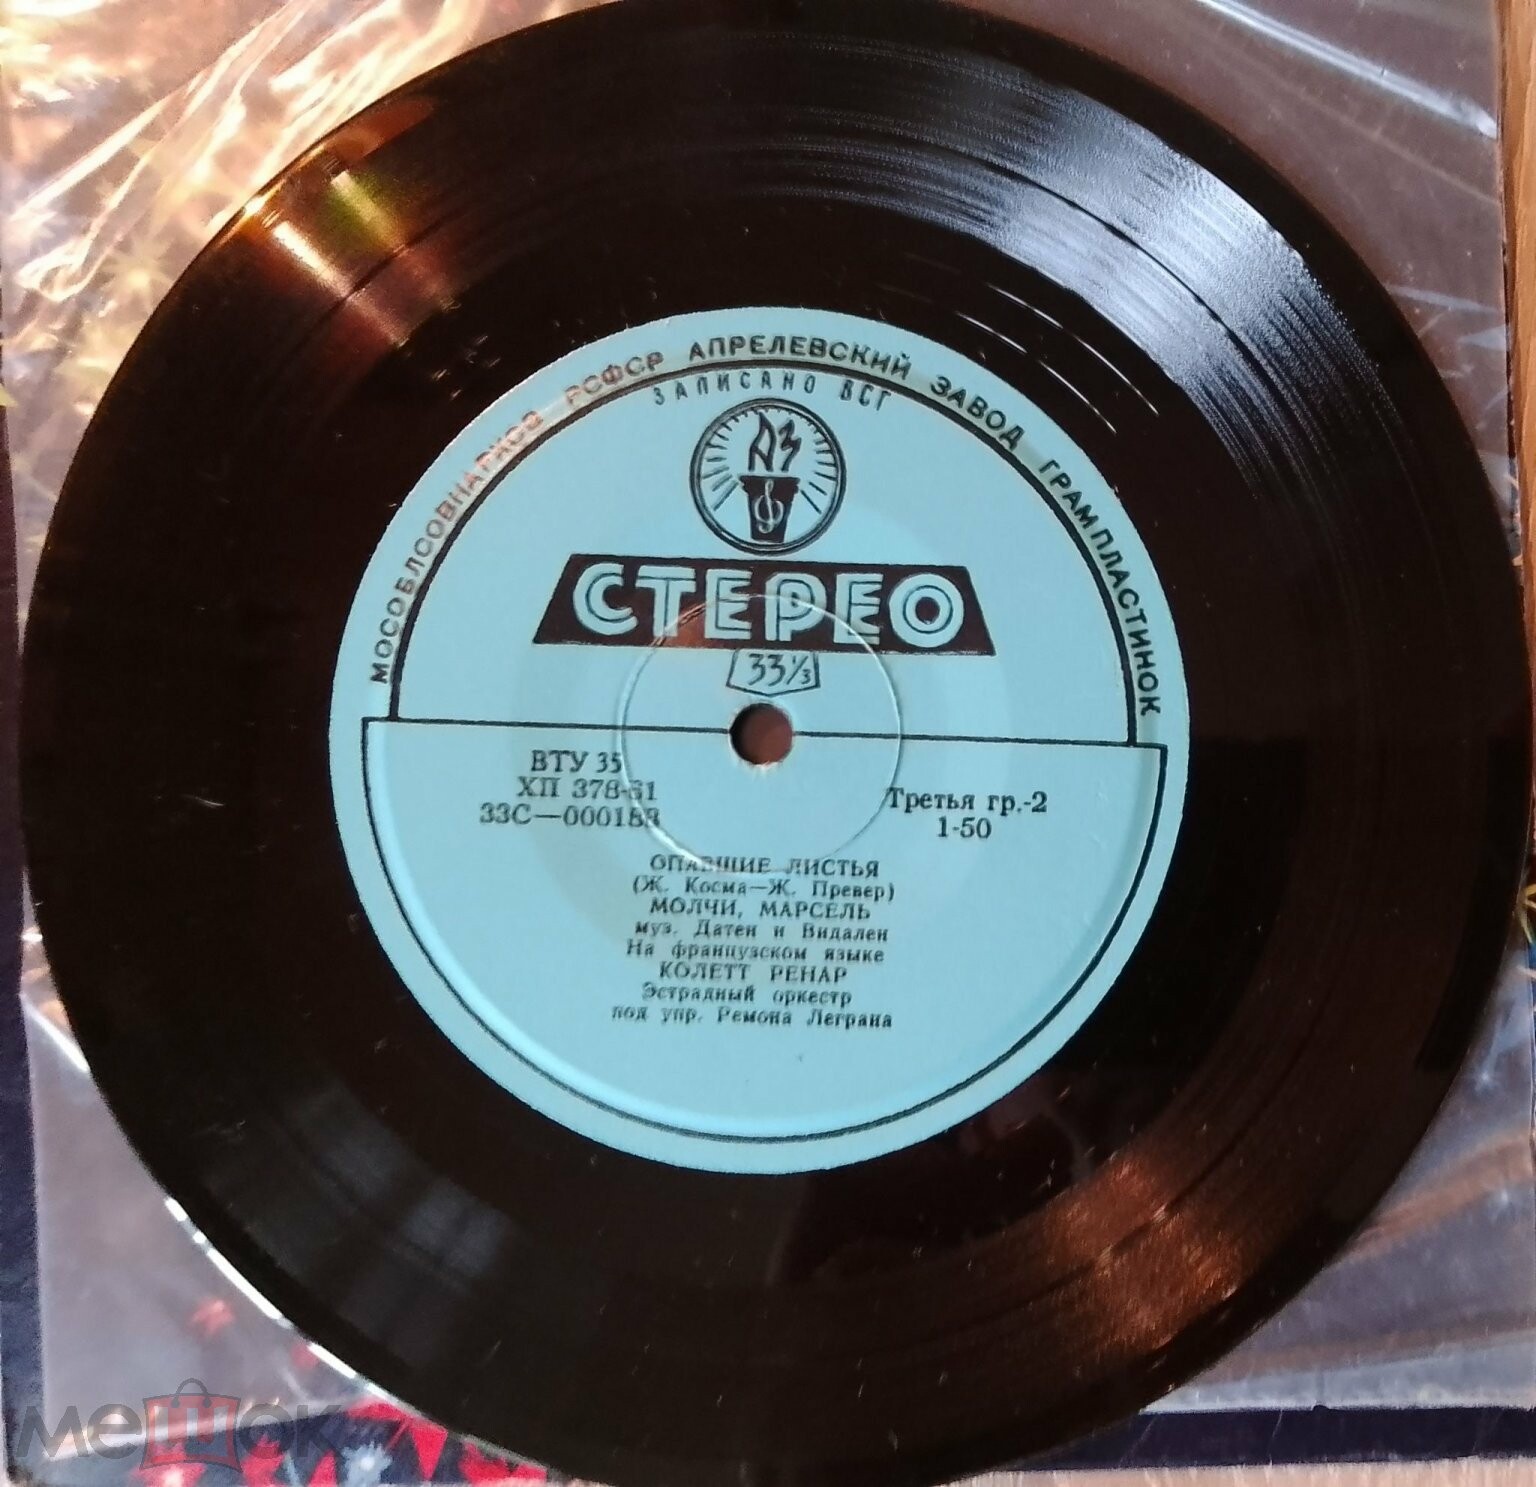 МОСОБЛСОВНАРХОЗ РСФСР АПРЕЛЕВСКИЙ ЗАВОД ГРАМПЛАСТИНОК
ЗАПИСАНО ВСГ
АЗ
СТЕРЕО
33⅓
ВТУ 35
ХП 378-61
33С—000188
Третья гр.-2
1-50
ОПАВШИЕ ЛИСТЬЯ
(Ж. Косма—Ж. Превер)
МОЛЧИ, МАРСЕЛЬ
муз. Датен и Видален
На французском языке
КОЛЕТТ РЕНАР
Эстрадный оркестр
под упр. Ремона Леграна
мешок